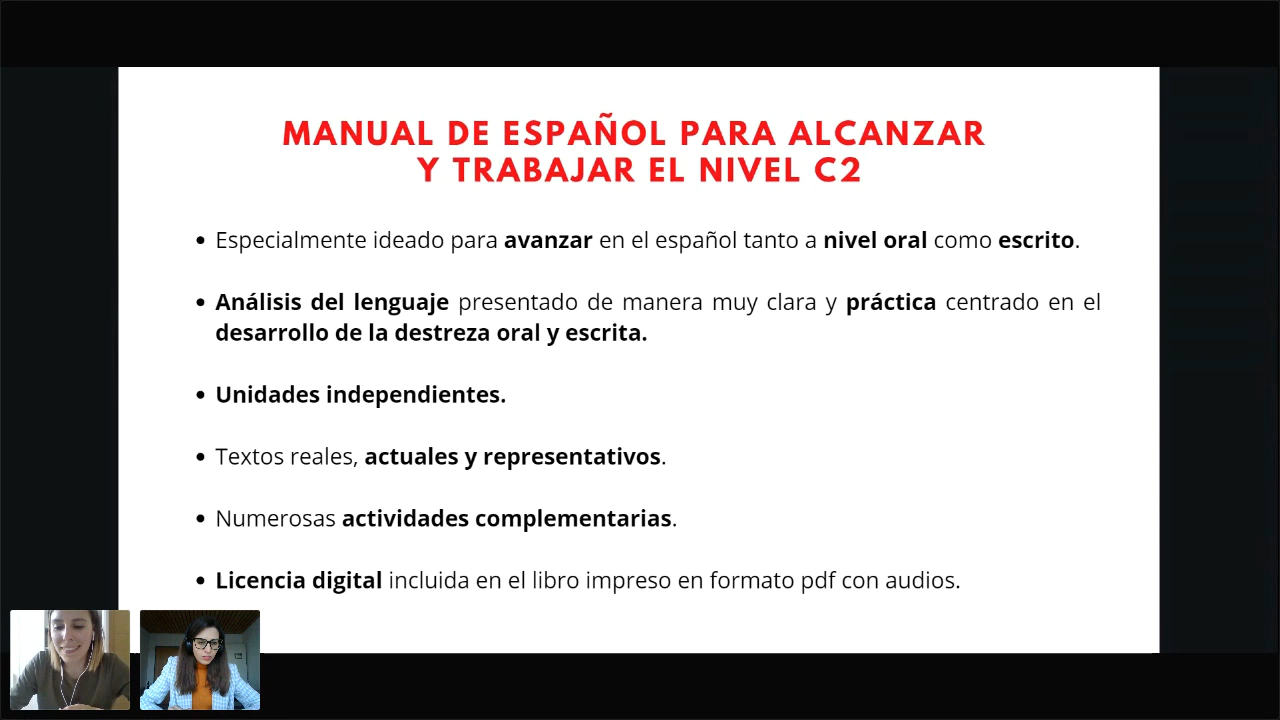 MANUAL DE ESPAÑOL PARA ALCANZAR
Y TRABAJAR EL NIVEL C2
• Especialmente ideado para avanzar en el español tanto a nivel oral como escrito.
• Análisis del lenguaje presentado de manera muy clara y práctica centrado en el
desarrollo de la destreza oral y escrita.
• Unidades independientes.
• Textos reales, actuales y representativos.
• Numerosas actividades complementarias.
• Licencia digital incluida en el libro impreso en formato pdf con audios.